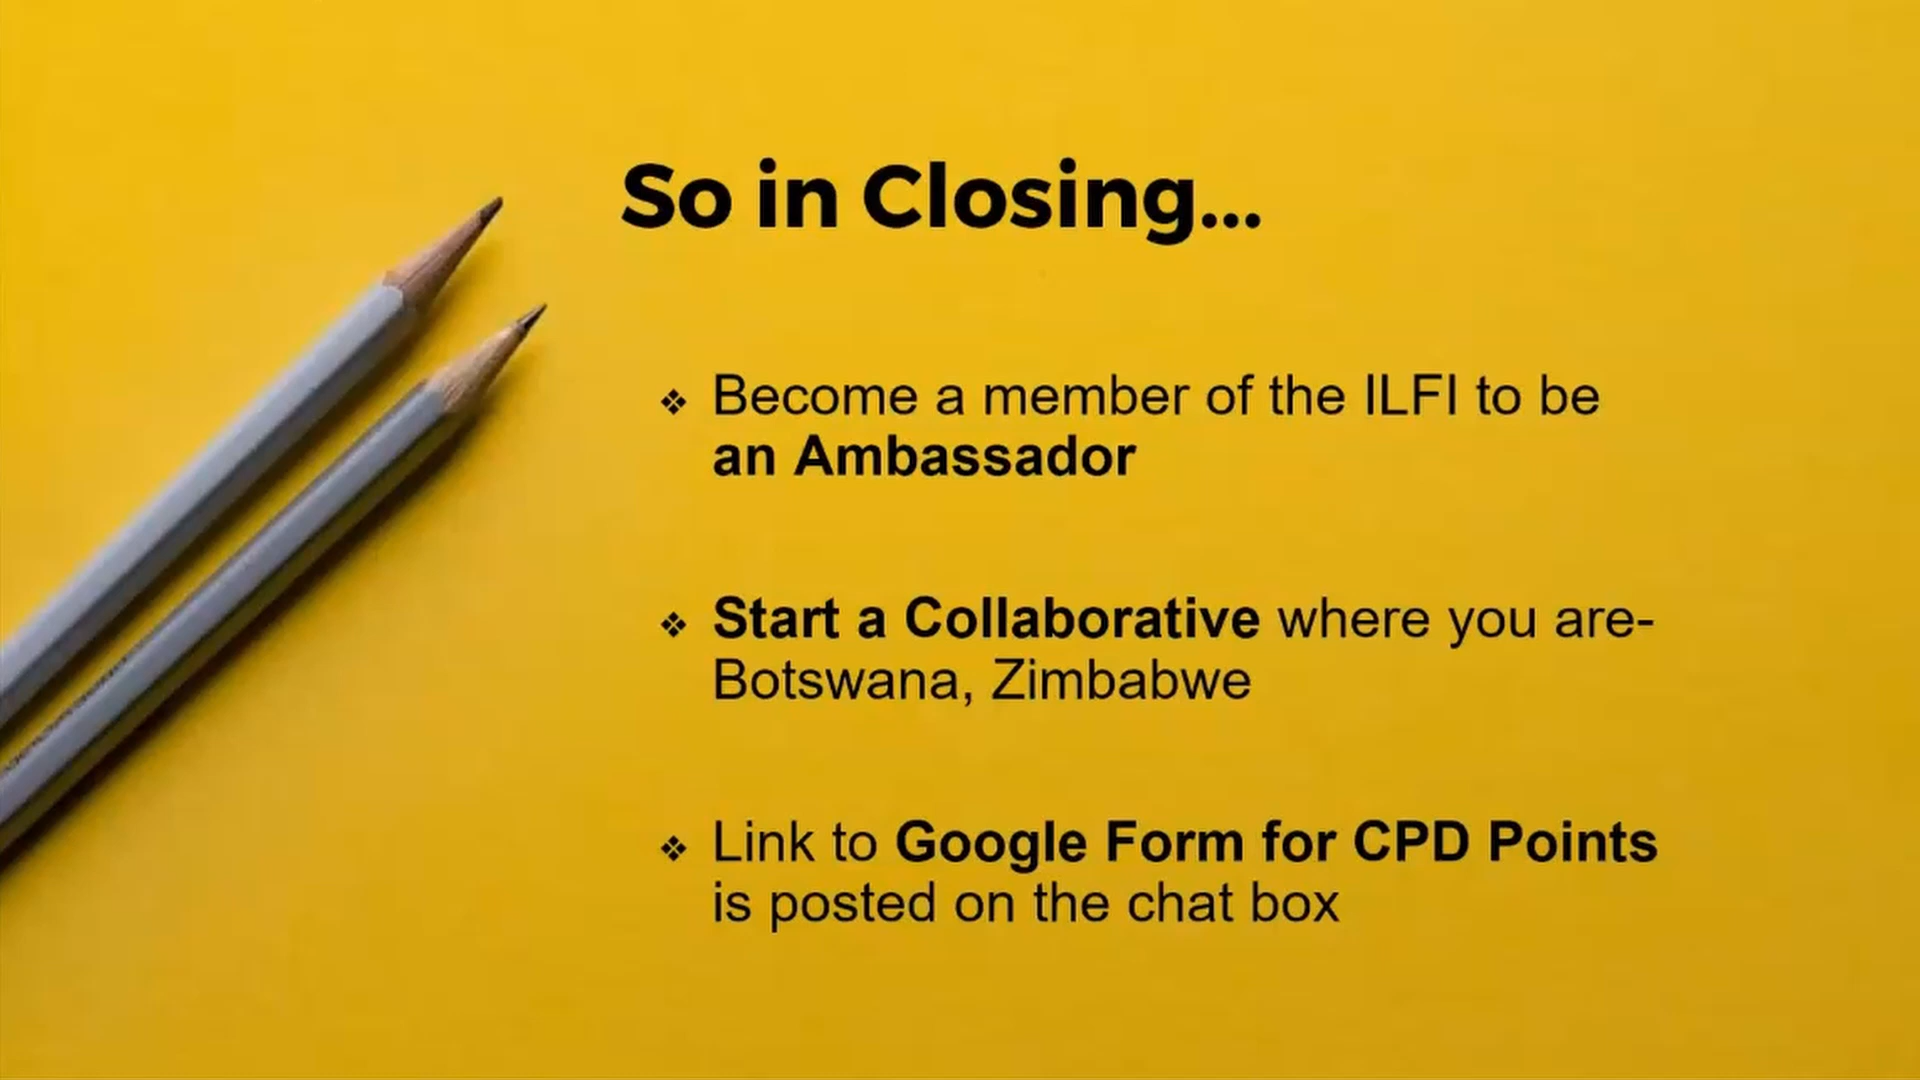 So in Closing...
❖ Become a member of the ILFI to be
an Ambassador
❖ Start a Collaborative where you are-
Botswana, Zimbabwe
❖ Link to Google Form for CPD Points
is posted on the chat box